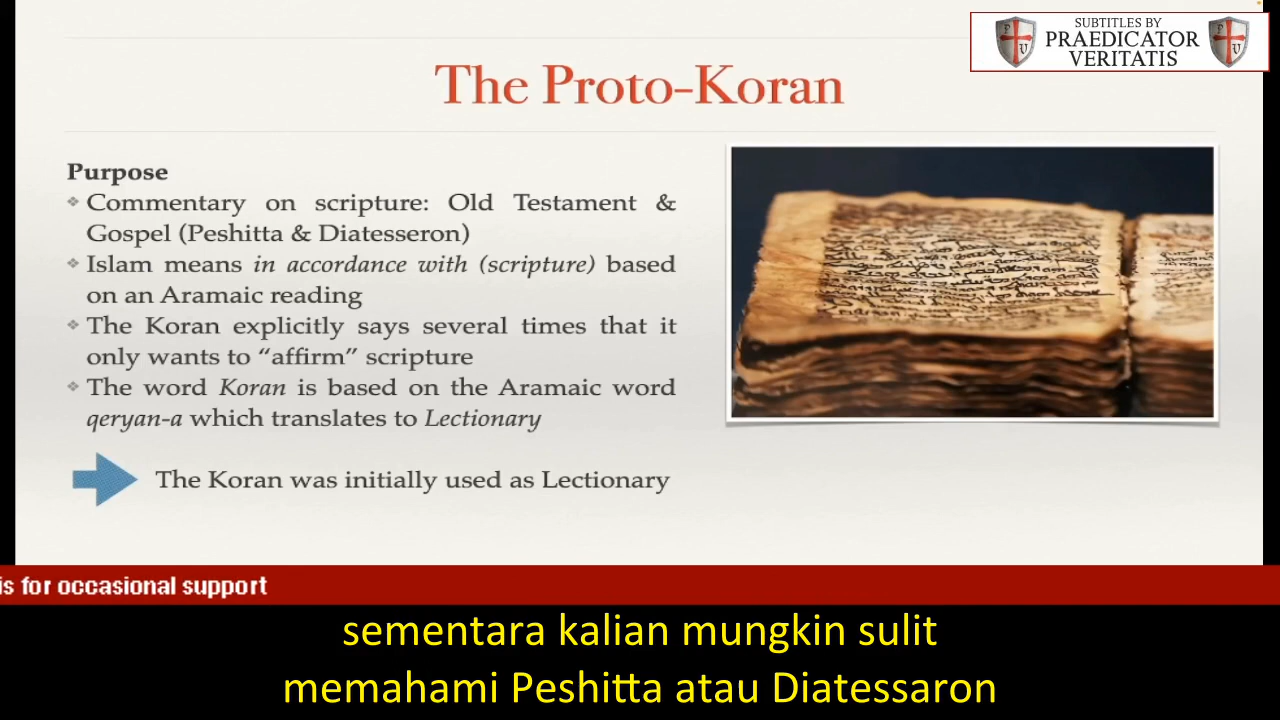 SUBTITLES BY
PRAEDICATOR
VERITATIS
The Proto-Koran
Purpose
Commentary on scripture: Old Testament &
Gospel (Peshitta & Diatesseron)
Islam means in accordance with (scripture) based
on an Aramaic reading
The Koran explicitly says several times that it
only wants to “affirm” scripture
The word Koran is based on the Aramaic word
qeryan-a which translates to Lectionary
The Koran was initially used as Lectionary
is for occasional support
sementara kalian mungkin sulit
memahami Peshitta atau Diatessaron